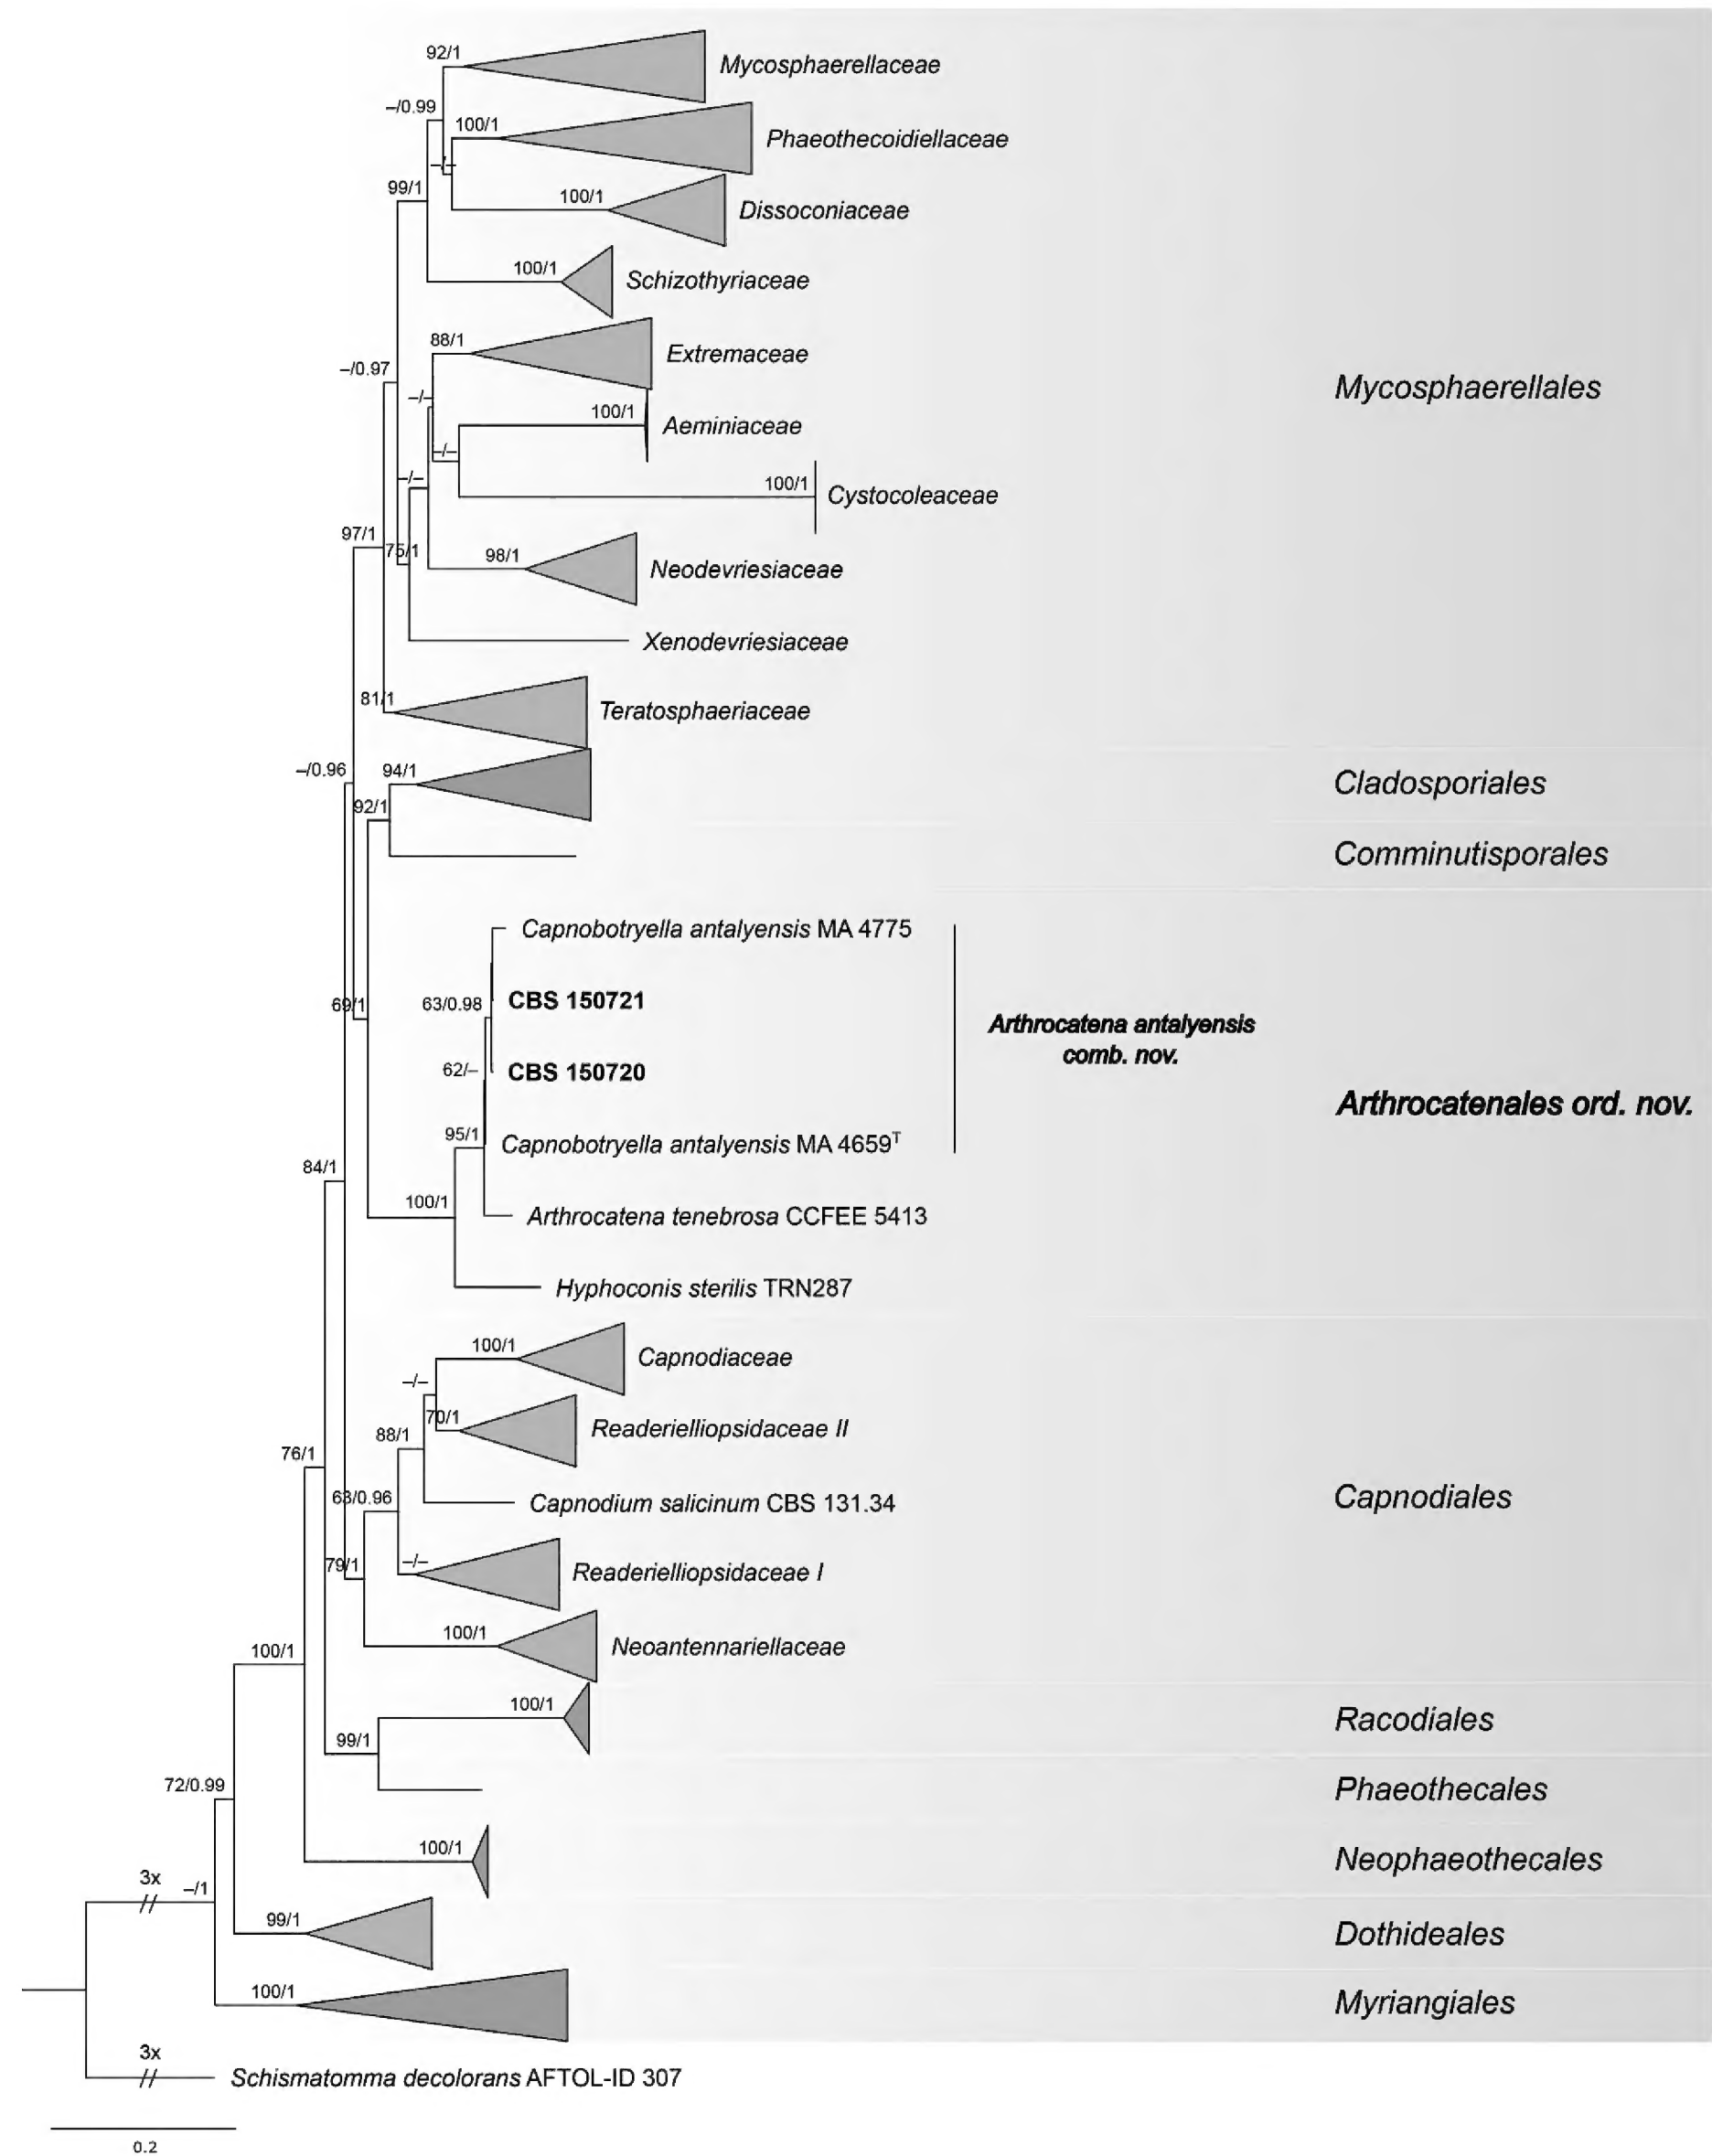 92/1
Mycosphaerellaceae
–/0.99
100/1
Phaeothecoidiellaceae
–/–
99/1
100/1
Dissoconiaceae
100/1
Schizothyriaceae
88/1
Extremaceae
–/0.97
Mycosphaerellales
–/–
100/1
Aeminiaceae
–/–
–/–
100/1
Cystocoleaceae
97/1
75/1
98/1
Neodevriesiaceae
Xenodevriesiaceae
81/1
Teratosphaeriaceae
–/0.96
94/1
Cladosporiales
92/1
Comminutisporales
Capnobotryella antalyensis MA 4775
69/1
63/0.98
CBS 150721
Arthrocatena antalyensis
comb. nov.
62/–
CBS 150720
Arthrocatenales ord. nov.
95/1
Capnobotryella antalyensis MA 4659T
84/1
100/1
Arthrocatena tenebrosa CCFEE 5413
Hyphoconis sterilis TRN287
100/1
Capnodiaceae
–/–
70/1
Readerielliopsidaceae II
88/1
76/1
63/0.96
Capnodium salicinum CBS 131.34
Capnodiales
79/1
–/–
Readerielliopsidaceae I
100/1
Neoantennariellaceae
100/1
100/1
Racodiales
99/1
72/0.99
Phaeothecales
100/1
Neophaeothecales
3x
–/1
99/1
Dothideales
100/1
Myriangiales
3x
Schismatomma decolorans AFTOL-ID 307
0.2